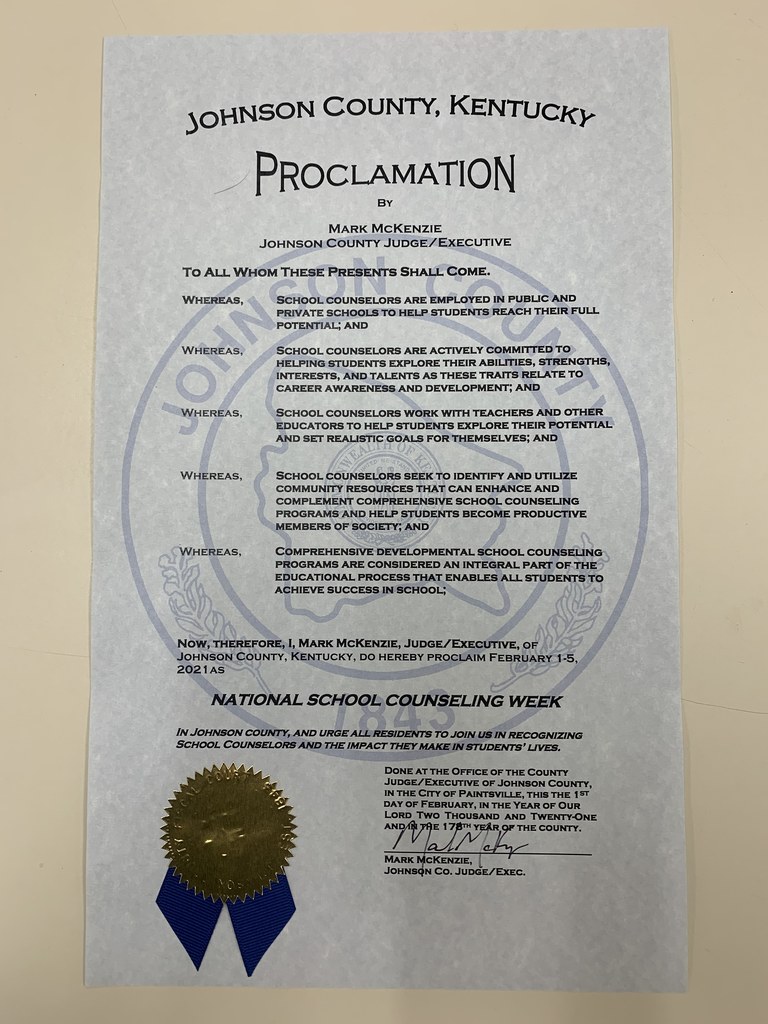 JOHNSON COUNTY, KENTUCKY
PROCLAMATION
BY
MARK MCKENZIE
JOHNSON COUNTY JUDGE/EXECUTIVE
TO ALL WHOM THESE PRESENTS SHALL COME.
WHEREAS, SCHOOL COUNSELORS ARE EMPLOYED IN PUBLIC AND
PRIVATE SCHOOLS TO HELP STUDENTS REACH THEIR FULL
POTENTIAL; AND
WHEREAS, SCHOOL COUNSELORS ARE ACTIVELY COMMITTED TO
HELPING STUDENTS EXPLORE THEIR ABILITIES, STRENGTHS,
INTERESTS, AND TALENTS AS THESE TRAITS RELATE TO
CAREER AWARENESS AND DEVELOPMENT; AND
WHEREAS, SCHOOL COUNSELORS WORK WITH TEACHERS AND OTHER
EDUCATORS TO HELP STUDENTS EXPLORE THEIR POTENTIAL
AND SET REALISTIC GOALS FOR THEMSELVES; AND
WHEREAS, SCHOOL COUNSELORS SEEK TO IDENTIFY AND UTILIZE
COMMUNITY RESOURCES THAT CAN ENHANCE AND
COMPLEMENT COMPREHENSIVE SCHOOL COUNSELING
PROGRAMS AND HELP STUDENTS BECOME PRODUCTIVE
MEMBERS OF SOCIETY; AND
WHEREAS, COMPREHENSIVE DEVELOPMENTAL SCHOOL COUNSELING
PROGRAMS ARE CONSIDERED AN INTEGRAL PART OF THE
EDUCATIONAL PROCESS THAT ENABLES ALL STUDENTS TO
ACHIEVE SUCCESS IN SCHOOL;
NOW, THEREFORE, I, MARK MCKENZIE, JUDGE/EXECUTIVE, OF
JOHNSON COUNTY, KENTUCKY, DO HEREBY PROCLAIM FEBRUARY 1-5,
2021 AS
NATIONAL SCHOOL COUNSELING WEEK
IN JOHNSON COUNTY, AND URGE ALL RESIDENTS TO JOIN US IN RECOGNIZING
SCHOOL COUNSELORS AND THE IMPACT THEY MAKE IN STUDENTS' LIVES.
DONE AT THE OFFICE OF THE COUNTY
JUDGE/EXECUTIVE OF JOHNSON COUNTY,
IN THE CITY OF PAINTSVILLE, THIS THE 1ST
DAY OF FEBRUARY, IN THE YEAR OF OUR
LORD TWO THOUSAND AND TWENTY-ONE
AND IN THE 178TH YEAR OF THE COUNTY.
MARK MCKENZIE,
JOHNSON CO. JUDGE/EXEC.
JOHNSON COUNTY
1843